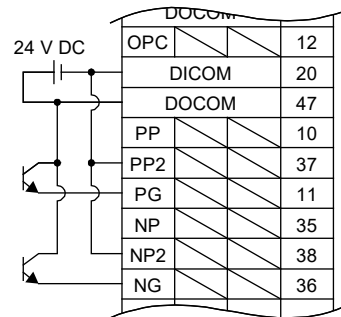 DOCOM
24 V DC
OPC 12
DICOM 20
DOCOM 47
PP 10
PP2 37
PG 11
NP 35
NP2 38
NG 36